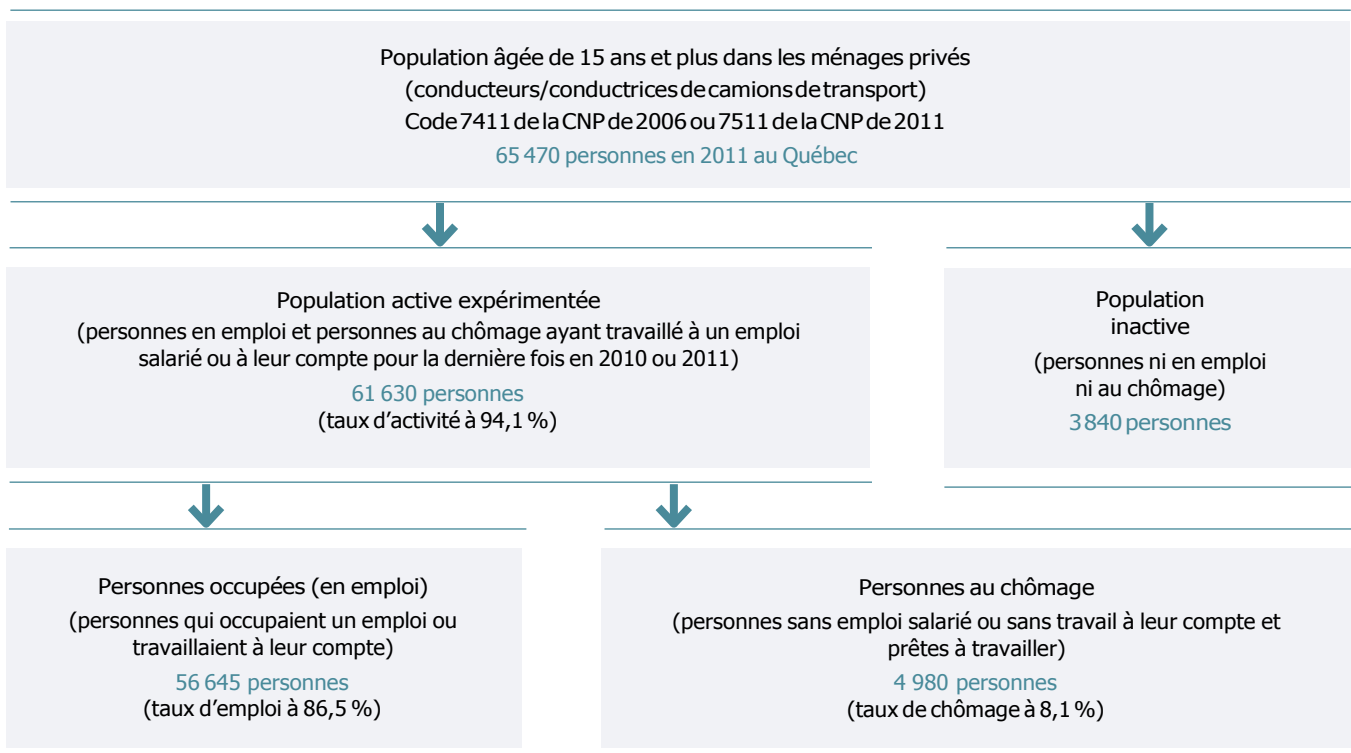 Population âgée de 15 ans et plus dans les ménages privés
(conducteurs/conductrices de camions de transport)
Code 7411 de la CNP de 2006 ou 7511 de la CNP de 2011
65 470 personnes en 2011 au Québec
Population active expérimentée
(personnes en emploi et personnes au chômage ayant travaillé à un emploi
salarié ou à leur compte pour la dernière fois en 2010 ou 2011)
61 630 personnes
(taux d’activité à 94,1 %)
Population
inactive
(personnes ni en emploi
ni au chômage)
3 840 personnes
Personnes occupées (en emploi)
(personnes qui occupaient un emploi ou
travaillaient à leur compte)
56 645 personnes
(taux d’emploi à 86,5 %)
Personnes au chômage
(personnes sans emploi salarié ou sans travail à leur compte et
prêtes à travailler)
4 980 personnes
(taux de chômage à 8,1 %)